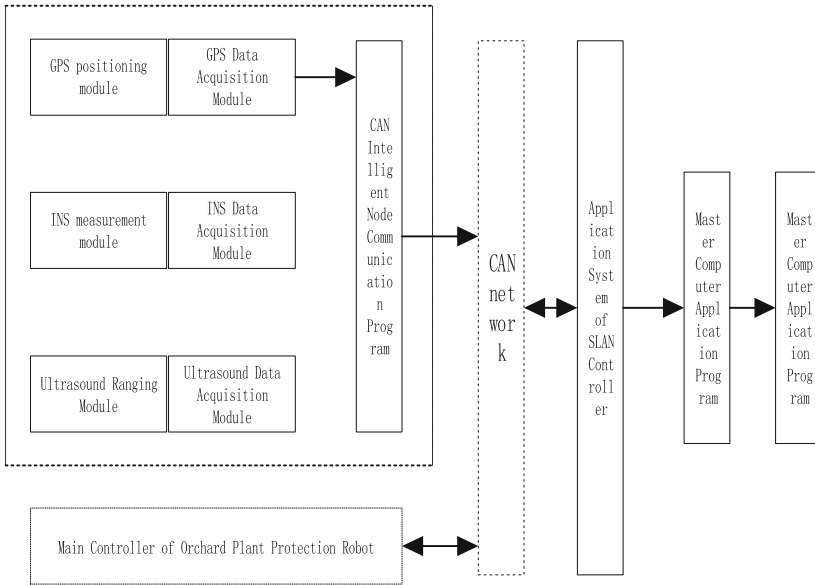 GPS positioning
module
GPS Data
Acquisition
Module
INS measurement
module
INS Data
Acquisition
Module
Ultrasound Ranging
Module
Ultrasound Data
Acquisition
Module
CAN
Inte
llig
ent
Node
Comm
unic
atio
n
Prog
ram
CAN
net
wor
k
Appl
icat
ion
Syst
em
of
SLAN
Cont
roll
er
Mast
er
Comp
uter
Appl
icat
ion
Prog
ram
Mast
er
Comp
uter
Appl
icat
ion
Prog
ram
Main Controller of Orchard Plant Protection Robot